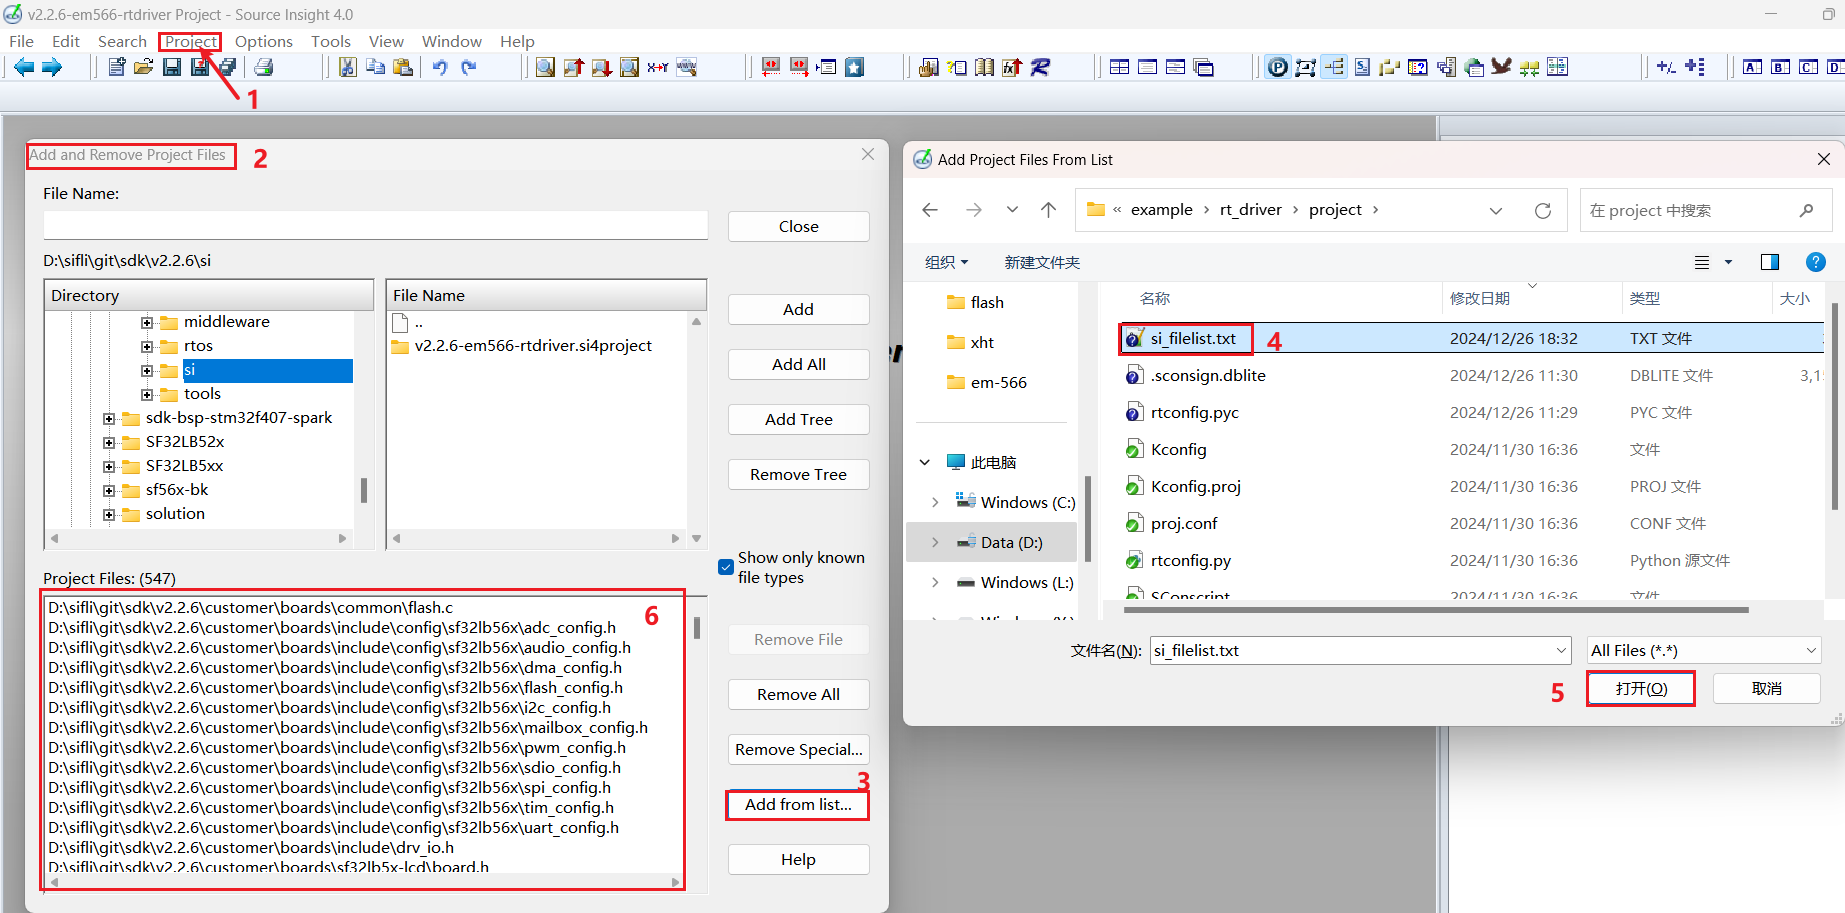 v2.2.6-em566-rtdriver Project - Source Insight 4.0
File Edit Search Project Options Tools View Window Help
1
Add and Remove Project Files 2
File Name:
Close
D:\sifli\git\sdk\v2.2.6\si
Directory
File Name
middleware
rtos
si
tools
sdk-bsp-stm32f407-spark
SF32LB52x
SF32LB5xx
sf56x-bk
solution
..
v2.2.6-em566-rtdriver.si4project
Add
Add All
Add Tree
Remove Tree
Show only known
file types
Project Files: (547)
6
D:\sifli\git\sdk\v2.2.6\customer\boards\common\flash.c
D:\sifli\git\sdk\v2.2.6\customer\boards\include\config\sf32lb56x\adc_config.h
D:\sifli\git\sdk\v2.2.6\customer\boards\include\config\sf32lb56x\audio_config.h
D:\sifli\git\sdk\v2.2.6\customer\boards\include\config\sf32lb56x\dma_config.h
D:\sifli\git\sdk\v2.2.6\customer\boards\include\config\sf32lb56x\flash_config.h
D:\sifli\git\sdk\v2.2.6\customer\boards\include\config\sf32lb56x\i2c_config.h
D:\sifli\git\sdk\v2.2.6\customer\boards\include\config\sf32lb56x\mailbox_config.h
D:\sifli\git\sdk\v2.2.6\customer\boards\include\config\sf32lb56x\pwm_config.h
D:\sifli\git\sdk\v2.2.6\customer\boards\include\config\sf32lb56x\sdio_config.h
D:\sifli\git\sdk\v2.2.6\customer\boards\include\config\sf32lb56x\spi_config.h
D:\sifli\git\sdk\v2.2.6\customer\boards\include\config\sf32lb56x\tim_config.h
D:\sifli\git\sdk\v2.2.6\customer\boards\include\config\sf32lb56x\uart_config.h
D:\sifli\git\sdk\v2.2.6\customer\boards\include\drv_io.h
D:\sifli\git\sdk\v2.2.6\customer\boards\sf32lb5x-lcd\board.h
Remove File
Remove All
Remove Special...
3
Add from list...
Help
Add Project Files From List
« example › rt_driver › project ›
在 project 中搜索
组织 新建文件夹
flash
xht
em-566
此电脑
Windows (C:)
Data (D:)
Windows (L:)
名称 修改日期 类型 大小
si_filelist.txt 4 2024/12/26 18:32 TXT 文件
.sconsign.dblite 2024/12/26 11:30 DBLITE 文件
rtconfig.pyc 2024/12/26 11:29 PYC 文件
Kconfig 2024/11/30 16:36 文件
Kconfig.proj 2024/11/30 16:36 PROJ 文件
proj.conf 2024/11/30 16:36 CONF 文件
rtconfig.py 2024/11/30 16:36 Python 源文件
SConscript 2024/11/30 16:36 文件
文件名(N): si_filelist.txt All Files (*.*)
5 打开(O) 取消